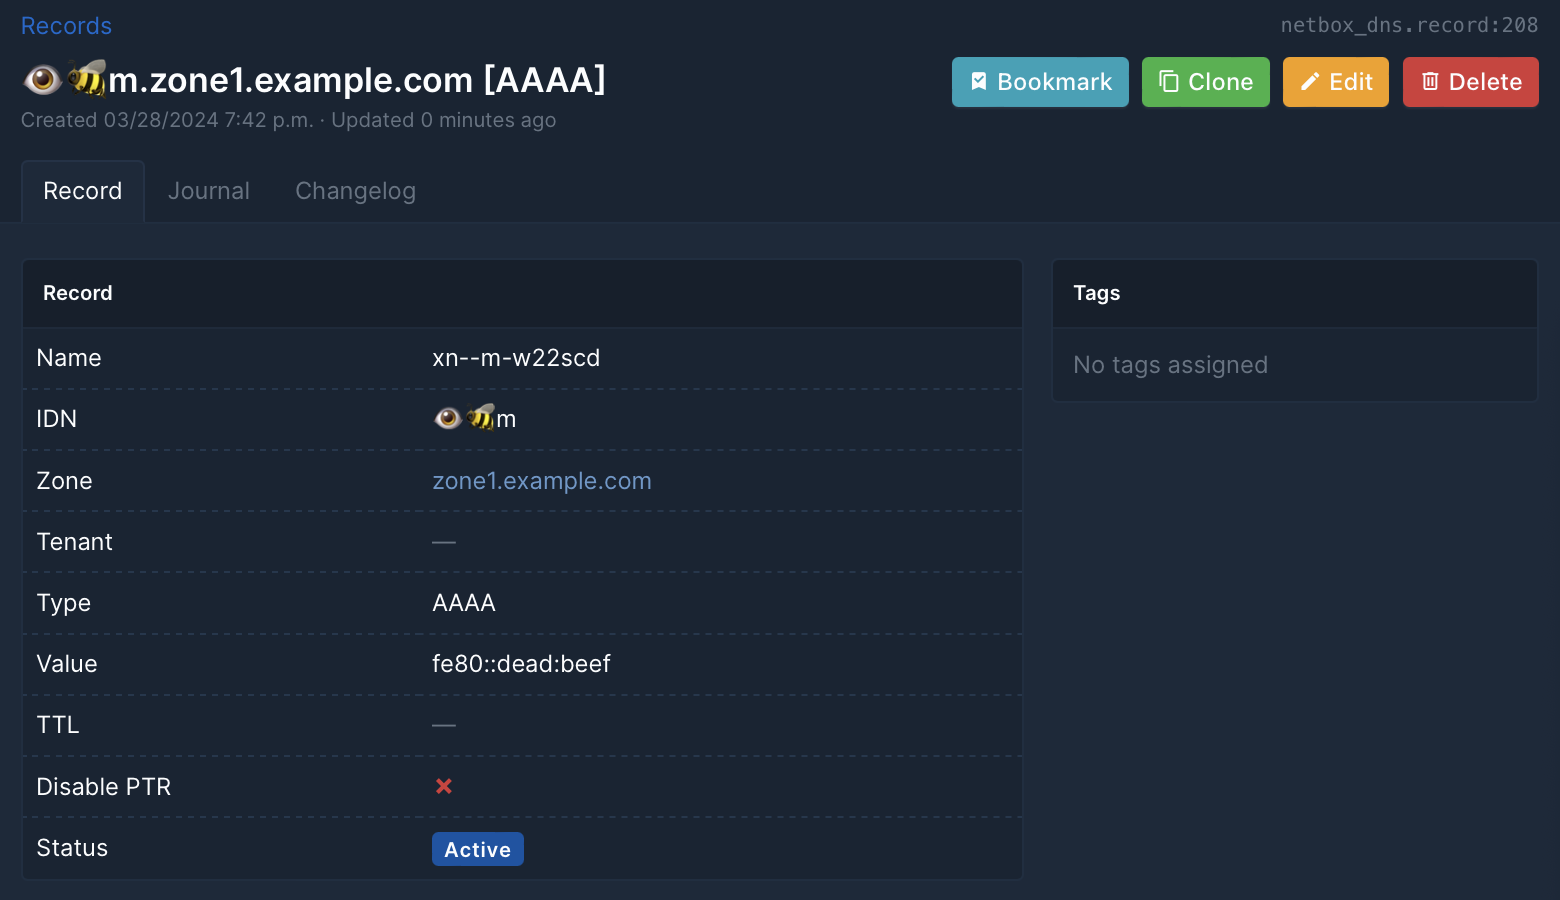 Records
netbox_dns.record:208
👁️🐝m.zone1.example.com [AAAA]
Bookmark
Clone
Edit
Delete
Created 03/28/2024 7:42 p.m. · Updated 0 minutes ago
Record
Journal
Changelog
Record
Name xn--m-w22scd
IDN 👁️🐝m
Zone zone1.example.com
Tenant —
Type AAAA
Value fe80::dead:beef
TTL —
Disable PTR
Status Active
Tags
No tags assigned